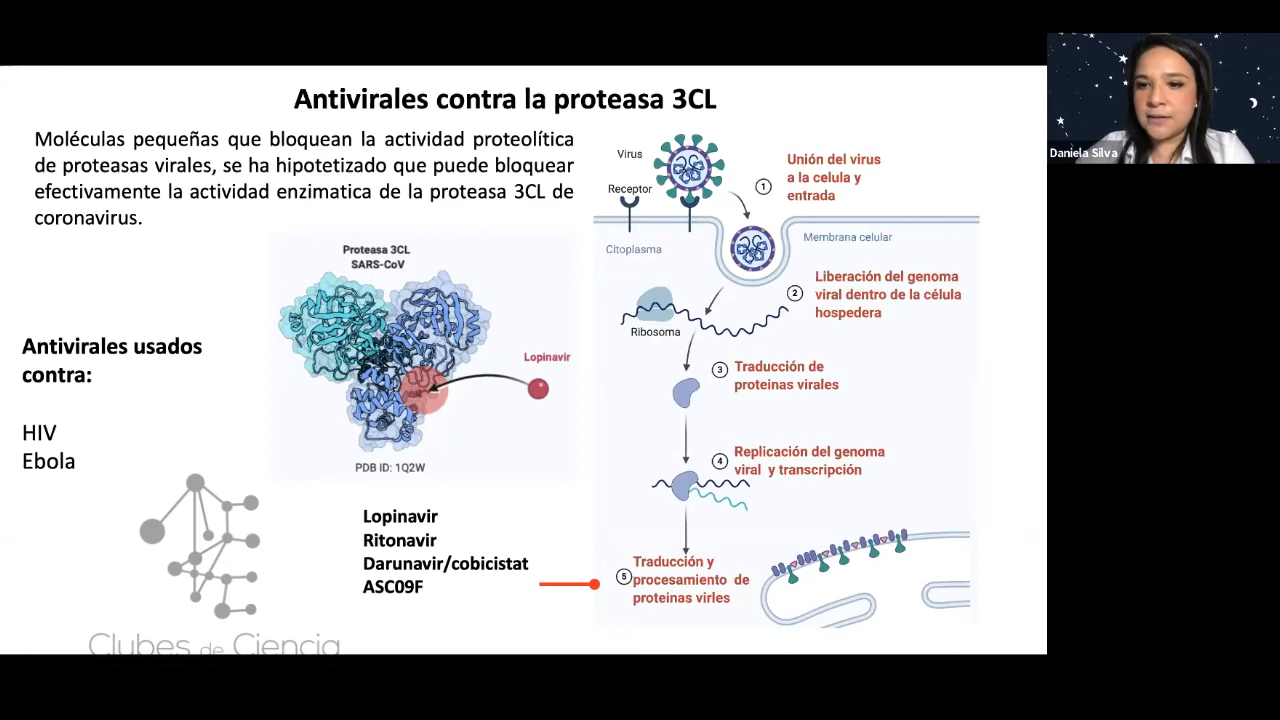 Antivirales contra la proteasa 3CL
Moléculas pequeñas que bloquean la actividad proteolítica
de proteasas virales, se ha hipotetizado que puede bloquear
efectivamente la actividad enzimatica de la proteasa 3CL de
coronavirus.
Proteasa 3CL
SARS-CoV
Lopinavir
PDB ID: 1Q2W
Antivirales usados
contra:
HIV
Ebola
Lopinavir
Ritonavir
Darunavir/cobicistat
ASC09F
Clubes de Ciencia
Virus
Receptor
Citoplasma
Membrana celular
1
Unión del virus
a la celula y
entrada
2
Liberación del genoma
viral dentro de la célula
hospedera
Ribosoma
3
Traducción de
proteinas virales
4
Replicación del genoma
viral y transcripción
5
Traducción y
procesamiento de
proteinas virles
Daniela Silva